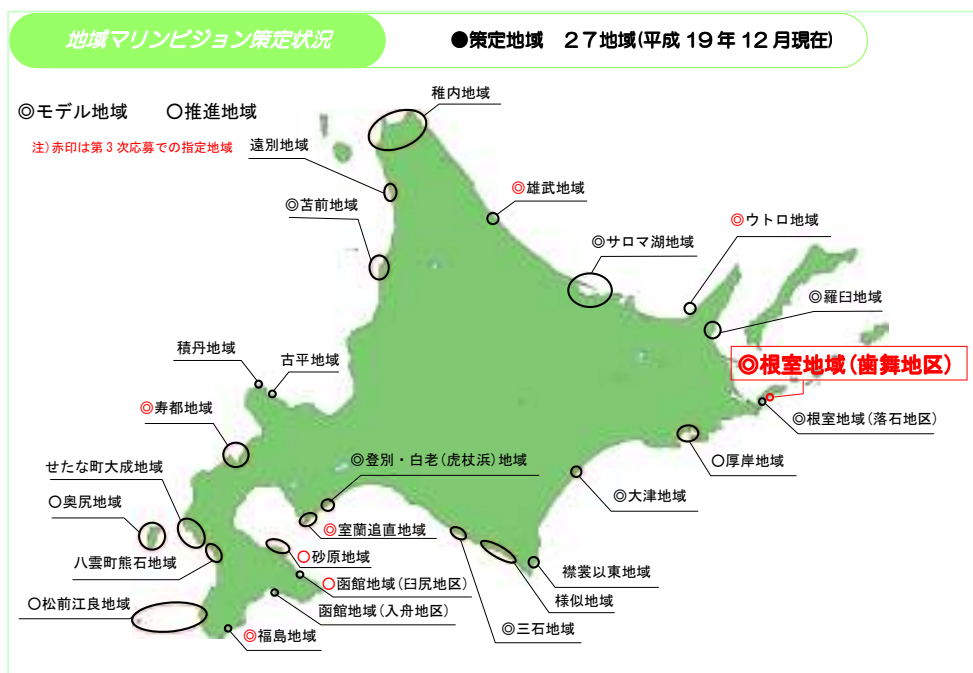 地域マリンビジョン策定状況
●策定地域 27地域(平成19年12月現在)
◎モデル地域 ○推進地域
注)赤印は第3次応募での指定地域
稚内地域
遠別地域
◎苫前地域
◎雄武地域
◎ウトロ地域
◎サロマ湖地域
◎羅臼地域
積丹地域
古平地域
◎根室地域(歯舞地区)
◎寿都地域
◎根室地域(落石地区)
せたな町大成地域
◎登別・白老(虎杖浜)地域
○厚岸地域
○奥尻地域
◎大津地域
◎室蘭追直地域
八雲町熊石地域
○砂原地域
襟裳以東地域
○函館地域(臼尻地区)
様似地域
○松前江良地域
函館地域(入舟地区)
◎三石地域
◎福島地域